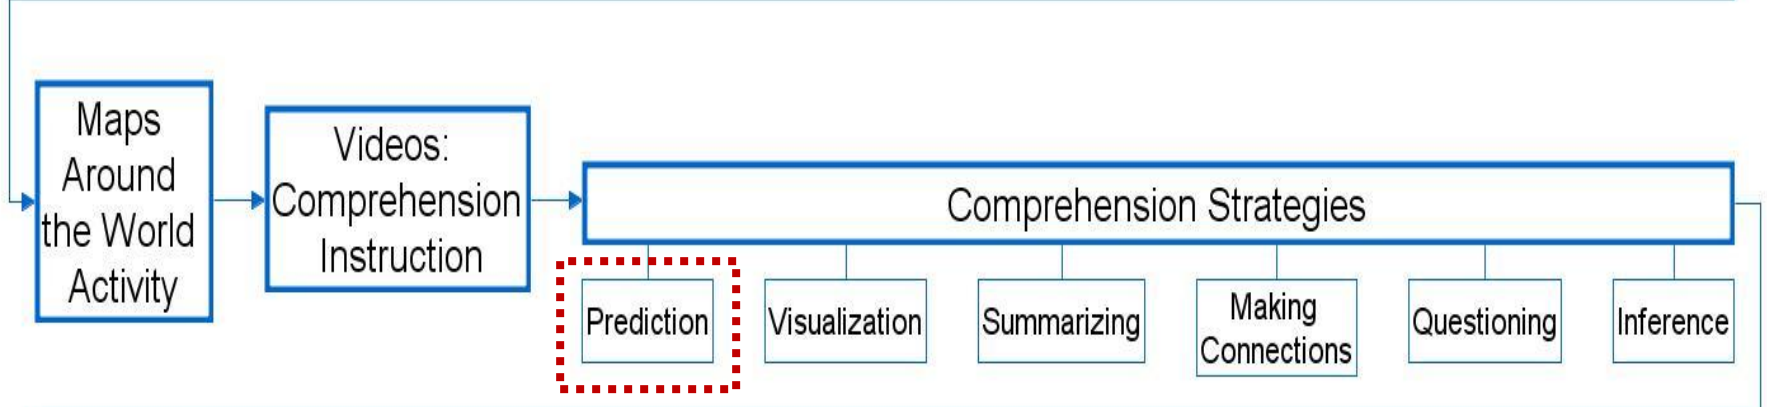 Maps
Around
the World
Activity
Videos:
Comprehension
Instruction
Comprehension Strategies
Prediction
Visualization
Summarizing
Making
Connections
Questioning
Inference